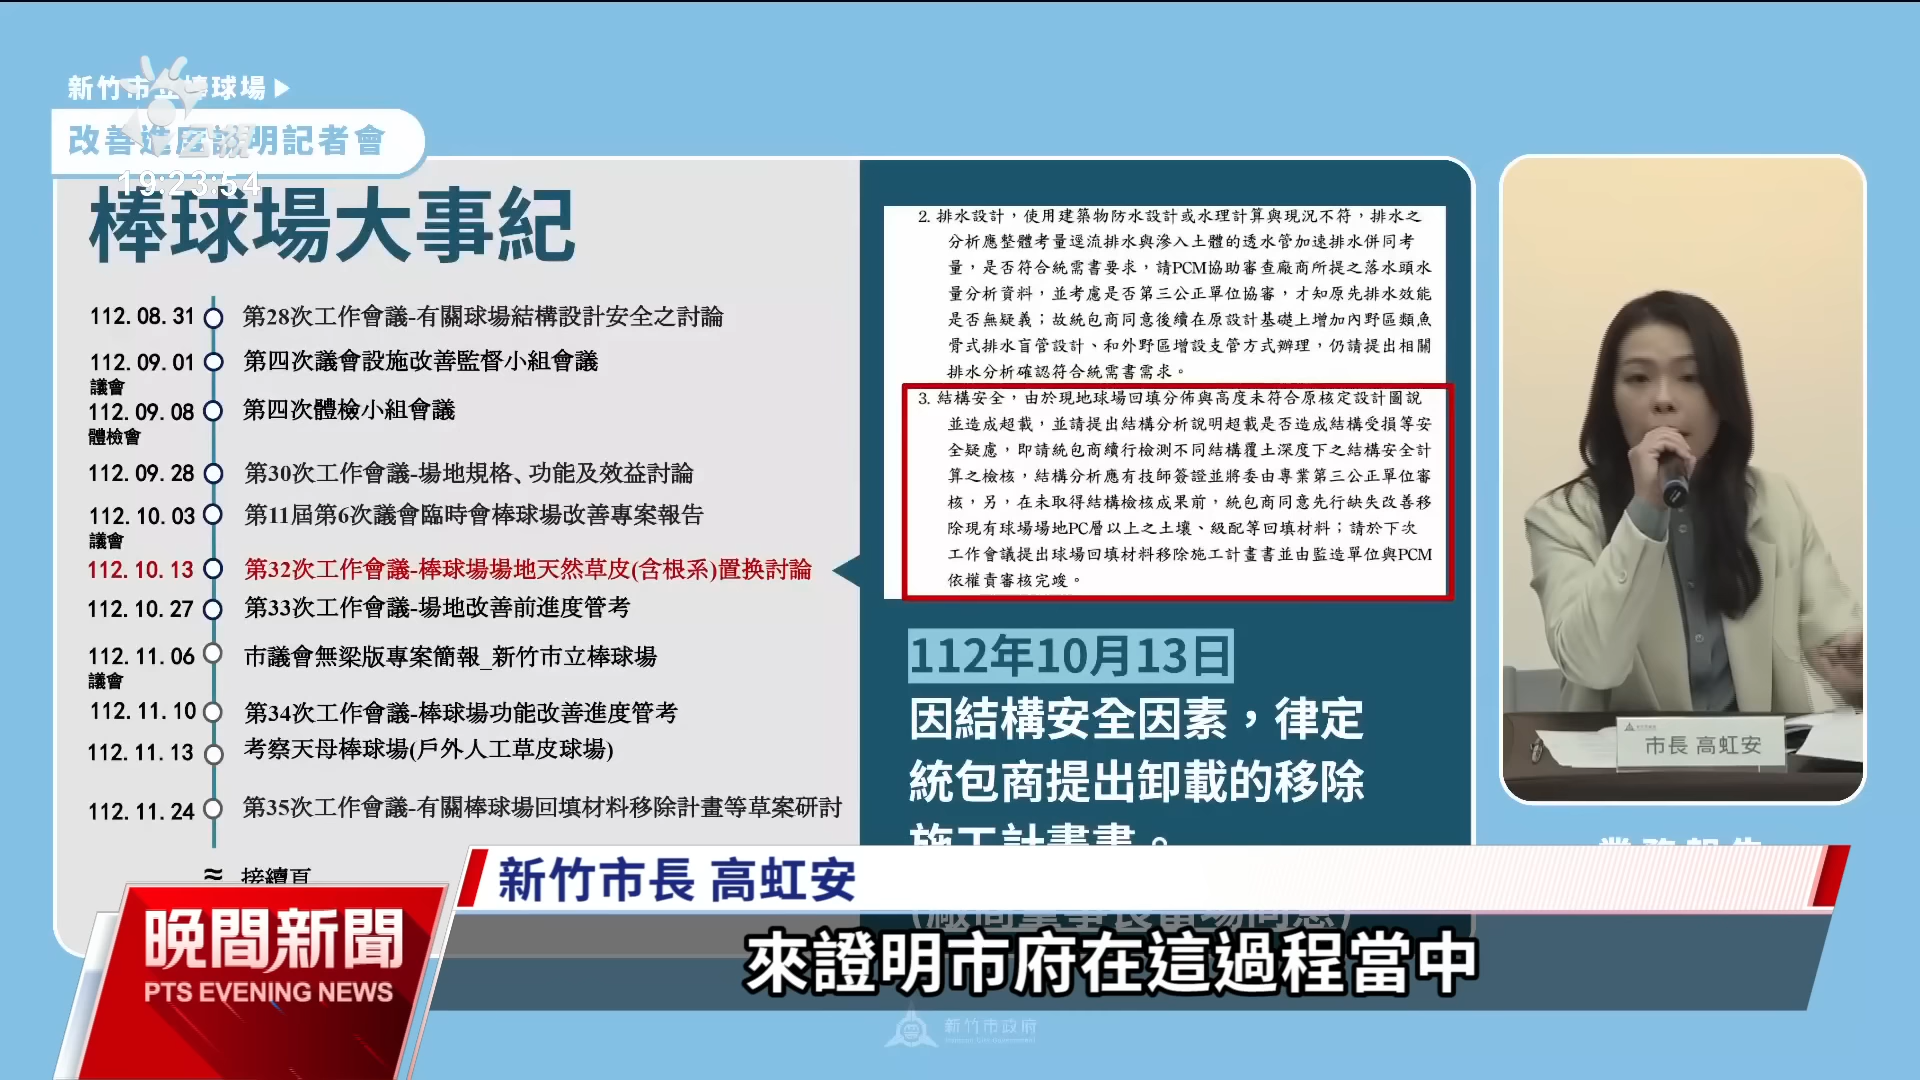 新竹市立棒球場
改善進度說明記者會
公視
19:23:54
棒球場大事紀
112.08.31 第28次工作會議-有關球場結構設計安全之討論
112.09.01 第四次議會設施改善監督小組會議
議會
112.09.08 第四次體檢小組會議
體檢會
112.09.28 第30次工作會議-場地規格、功能及效益討論
112.10.03 第11屆第6次議會臨時會棒球場改善專案報告
議會
112.10.13 第32次工作會議-棒球場場地天然草皮(含根系)置換討論
112.10.27 第33次工作會議-場地改善前進度管考
112.11.06 市議會無梁版專案簡報_新竹市立棒球場
議會
112.11.10 第34次工作會議-棒球場功能改善進度管考
112.11.13 考察天母棒球場(戶外人工草皮球場)
112.11.24 第35次工作會議-有關棒球場回填材料移除計畫等草案研討
≈ 接續頁
2. 排水設計，使用建築物防水設計或水理計算與現況不符，排水之
分析應整體考量逕流排水與滲入土體的透水管加速排水併同考
量，是否符合統需書要求，請PCM協助審查廠商所提之落水頭水
量分析資料，並考慮是否第三公正單位協審，才知原先排水效能
是否無疑義；故統包商同意後續在原設計基礎上增加內野區類魚
骨式排水盲管設計、和外野區增設支管方式辦理，仍請提出相關
排水分析確認符合統需書需求。
3. 結構安全，由於現地球場回填分佈與高度未符合原核定設計圖說
並造成超載，並請提出結構分析說明超載是否造成結構受損等安
全疑慮，即請統包商續行檢測不同結構覆土深度下之結構安全計
算之檢核，結構分析應有技師簽證並將委由專業第三公正單位審
核，另，在未取得結構檢核成果前，統包商同意先行缺失改善移
除現有球場場地PC層以上之土壤、級配等回填材料；請於下次
工作會議提出球場回填材料移除施工計畫書並由監造單位與PCM
依權責審核完竣。
112年10月13日
因結構安全因素，律定
統包商提出卸載的移除
施工計畫書。
(廠商董事長當場同意)
市長 高虹安
業務報告
新竹市長 高虹安
晚間新聞
PTS EVENING NEWS
來證明市府在這過程當中
新竹市政府